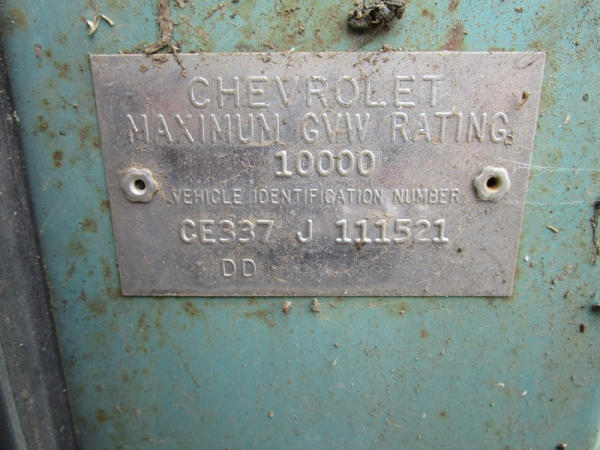 CHEVROLET
MAXIMUM GVW RATING
10000
VEHICLE IDENTIFICATION NUMBER
CE337 J 111521
DD